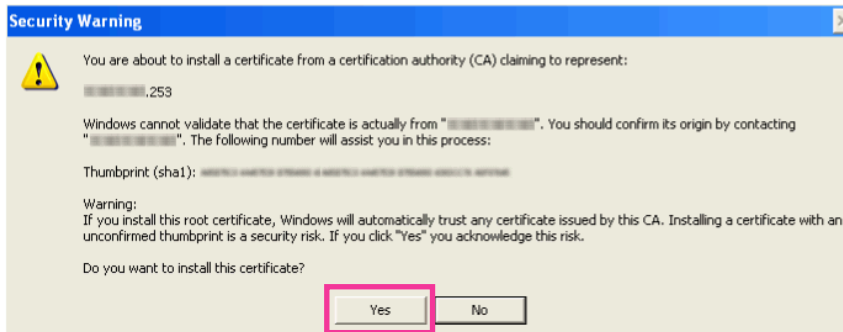 Security Warning
You are about to install a certificate from a certification authority (CA) claiming to represent:
.253
Windows cannot validate that the certificate is actually from "". You should confirm its origin by contacting
"". The following number will assist you in this process:
Thumbprint (sha1):
Warning:
If you install this root certificate, Windows will automatically trust any certificate issued by this CA. Installing a certificate with an
unconfirmed thumbprint is a security risk. If you click "Yes" you acknowledge this risk.
Do you want to install this certificate?
Yes No